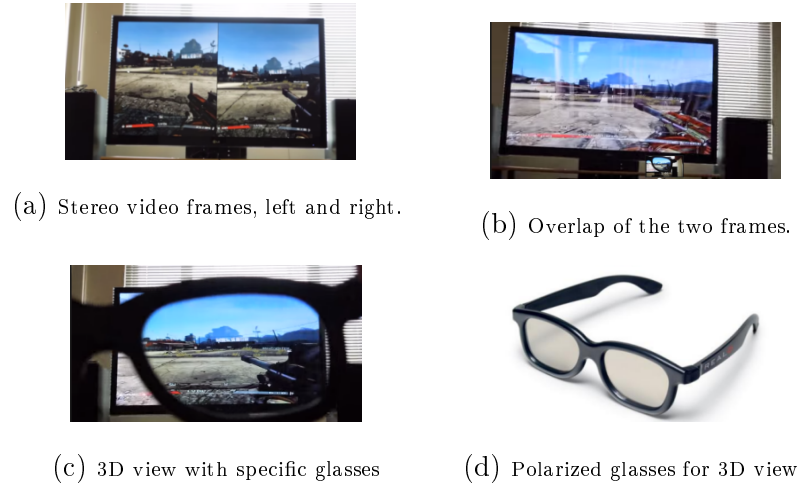 (a) Stereo video frames, left and right.
(b) Overlap of the two frames.
(c) 3D view with specific glasses
REAL
(d) Polarized glasses for 3D view